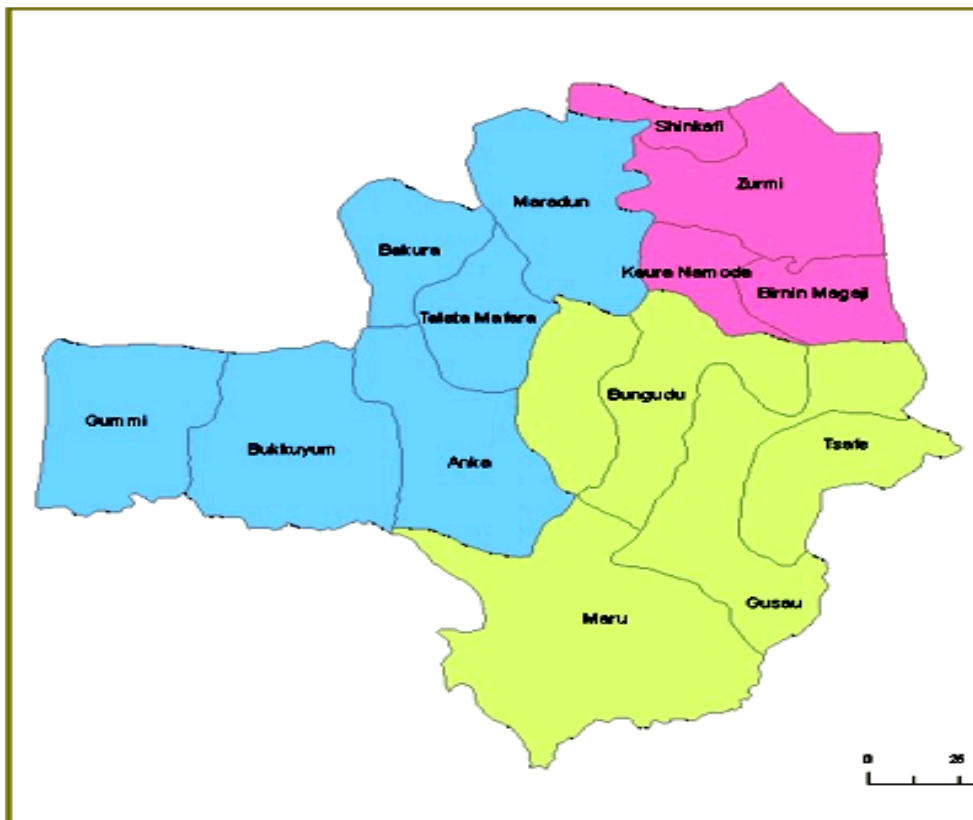 Shinkafi
Zurmi
Maradun
Bakura
Kaura Namoda
Birnin Magaji
Talata Mafara
Bungudu
Gummi
Bukkuyum
Anka
Tsafe
Gusau
Maru
0 25